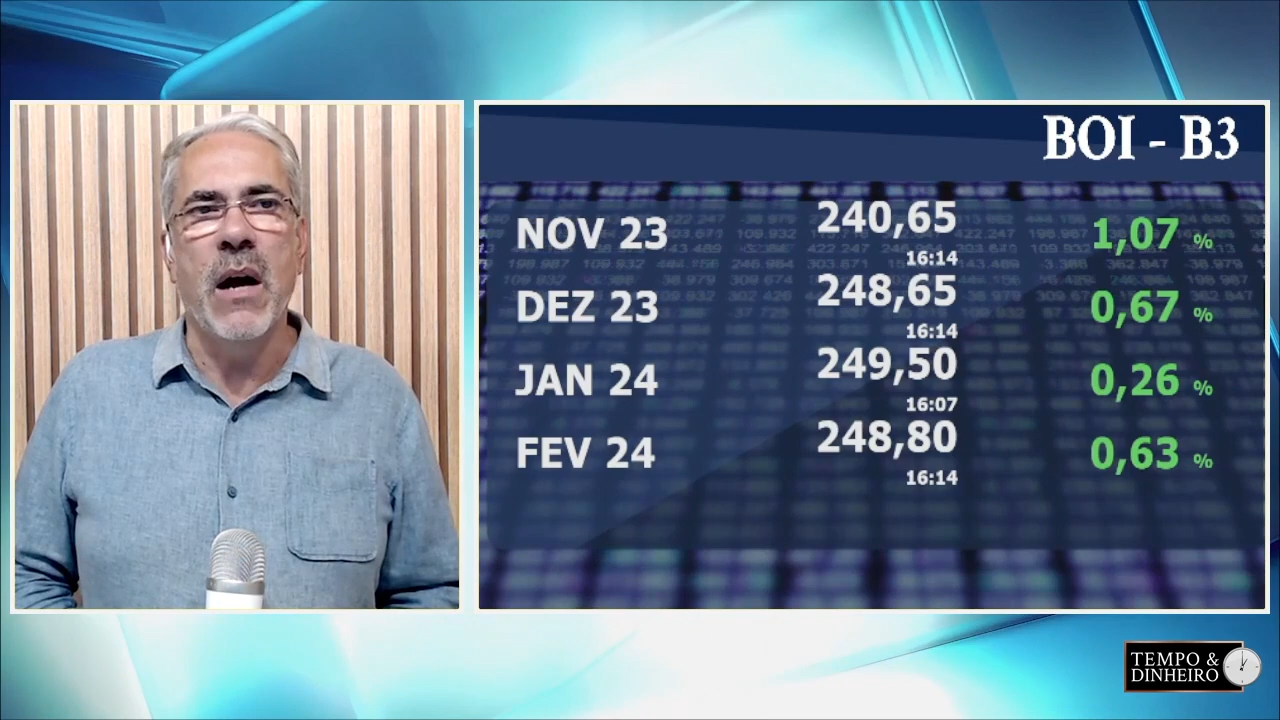 BOI - B3
NOV 23 240,65 1,07 %
16:14
DEZ 23 248,65 0,67 %
16:14
JAN 24 249,50 0,26 %
16:07
FEV 24 248,80 0,63 %
16:14
TEMPO &
DINHEIRO